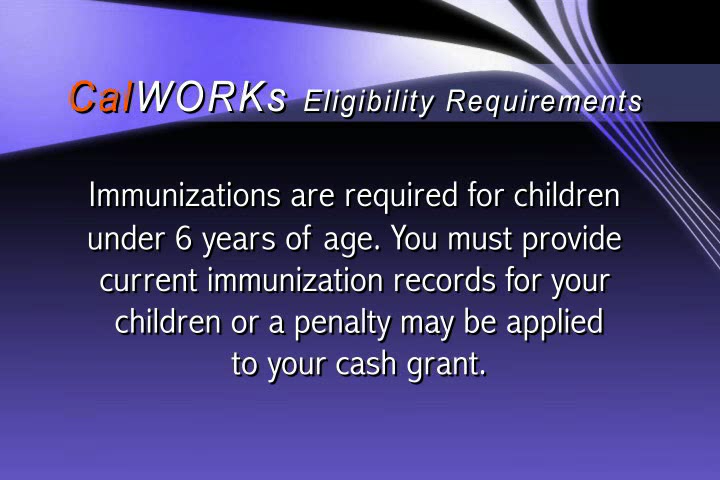 CalWORKs Eligibility Requirements
Immunizations are required for children
under 6 years of age. You must provide
current immunization records for your
children or a penalty may be applied
to your cash grant.